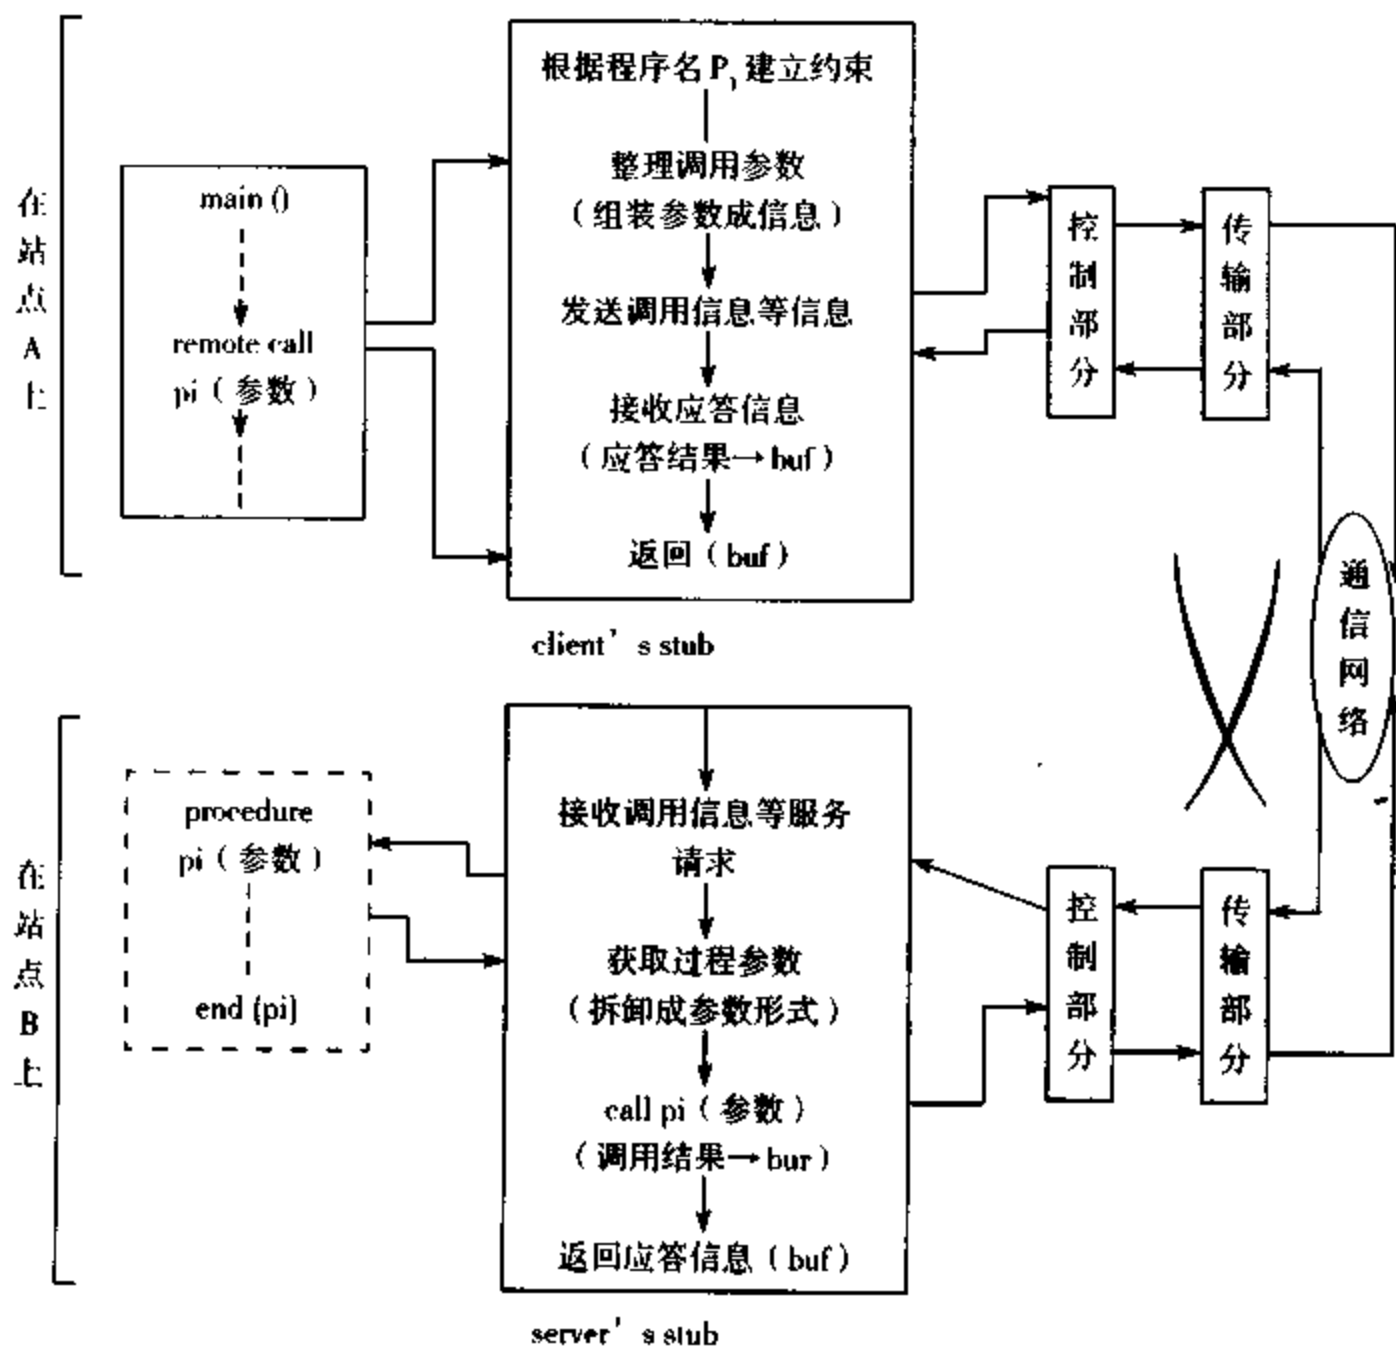 在站点A上
main ()
remote call
pi（参数）
根据程序名 P₁ 建立约束
整理调用参数
（组装参数成信息）
发送调用信息等信息
接收应答信息
（应答结果→buf）
返回（buf）
client’s stub
控制部分
传输部分
通信网络
在站点B上
procedure
pi（参数）
end (pi)
接收调用信息等服务
请求
获取过程参数
（拆卸成参数形式）
call pi（参数）
（调用结果→bur）
返回应答信息（buf）
server’s stub
控制部分
传输部分